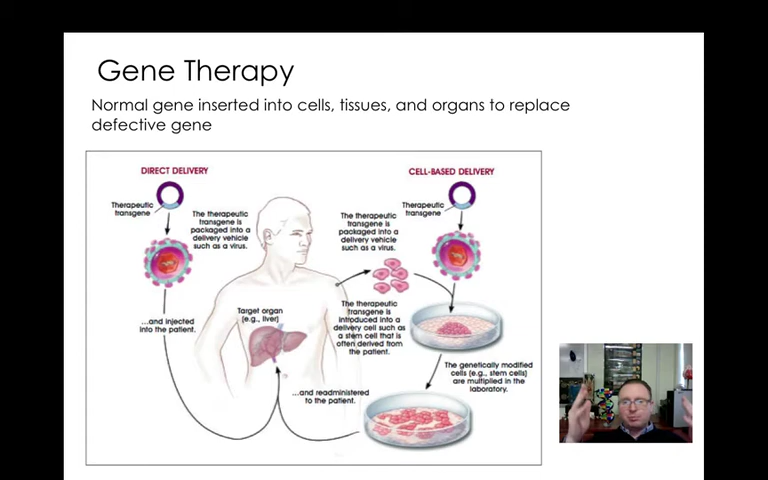 Gene Therapy
Normal gene inserted into cells, tissues, and organs to replace
defective gene
DIRECT DELIVERY
Therapeutic
transgene
The therapeutic
transgene is
packaged into a
delivery vehicle
such as a virus.
...and injected
into the patient.
Target organ
(e.g., liver)
CELL-BASED DELIVERY
Therapeutic
transgene
The therapeutic
transgene is
packaged into a
delivery vehicle
such as a virus.
The therapeutic
transgene is
introduced into a
delivery cell such as
a stem cell that is
often derived from
the patient.
The genetically modified
cells (e.g., stem cells)
are multiplied in the
laboratory.
...and readministered
to the patient.